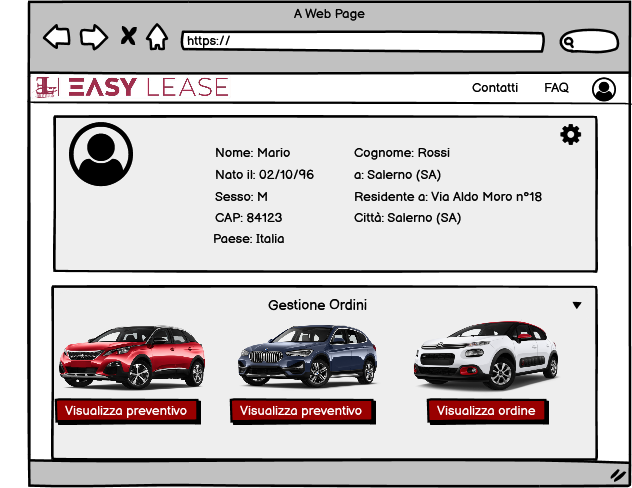 A Web Page
https://
EASY LEASE
Contatti
FAQ
Nome: Mario
Cognome: Rossi
Nato il: 02/10/96
a: Salerno (SA)
Sesso: M
Residente a: Via Aldo Moro n°18
CAP: 84123
Città: Salerno (SA)
Paese: Italia
Gestione Ordini
Visualizza preventivo
Visualizza preventivo
Visualizza ordine